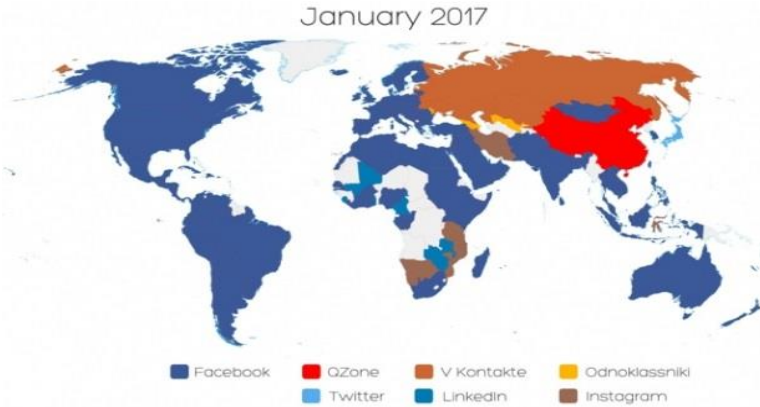 January 2017
Facebook QZone V Kontakte Odnoklassniki
Twitter LinkedIn Instagram